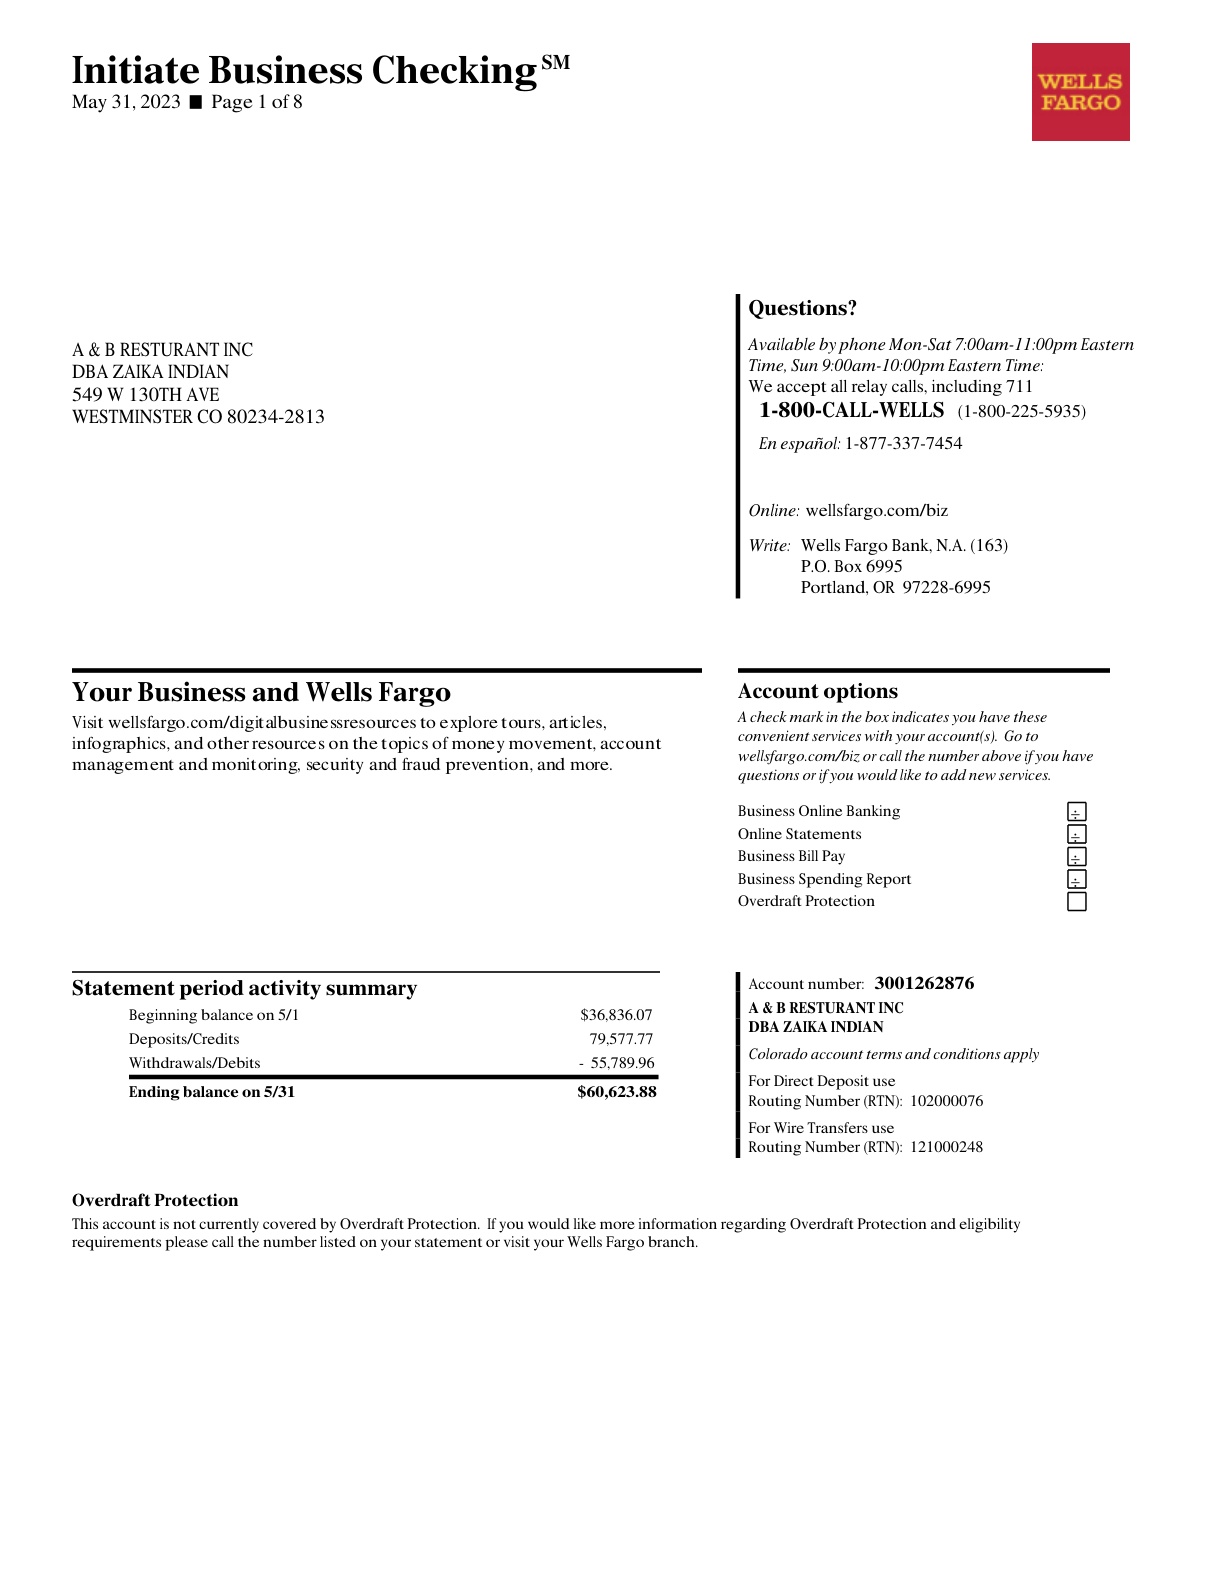 Initiate Business Checking SM
May 31, 2023 ■ Page 1 of 8
WELLS
FARGO
Questions?
Available by phone Mon-Sat 7:00am-11:00pm Eastern
Time, Sun 9:00am-10:00pm Eastern Time:
We accept all relay calls, including 711
1-800-CALL-WELLS (1-800-225-5935)
En español: 1-877-337-7454
Online: wellsfargo.com/biz
Write: Wells Fargo Bank, N.A. (163)
P.O. Box 6995
Portland, OR 97228-6995
A & B RESTURANT INC
DBA ZAIKA INDIAN
549 W 130TH AVE
WESTMINSTER CO 80234-2813
Your Business and Wells Fargo
Visit wellsfargo.com/digitalbusinessresources to explore tours, articles,
infographics, and other resources on the topics of money movement, account
management and monitoring, security and fraud prevention, and more.
Account options
A check mark in the box indicates you have these
convenient services with your account(s). Go to
wellsfargo.com/biz or call the number above if you have
questions or if you would like to add new services.
Business Online Banking ÷
Online Statements ÷
Business Bill Pay ÷
Business Spending Report ÷
Overdraft Protection
Statement period activity summary
Beginning balance on 5/1 $36,836.07
Deposits/Credits 79,577.77
Withdrawals/Debits - 55,789.96
Ending balance on 5/31 $60,623.88
Account number: 3001262876
A & B RESTURANT INC
DBA ZAIKA INDIAN
Colorado account terms and conditions apply
For Direct Deposit use
Routing Number (RTN): 102000076
For Wire Transfers use
Routing Number (RTN): 121000248
Overdraft Protection
This account is not currently covered by Overdraft Protection. If you would like more information regarding Overdraft Protection and eligibility
requirements please call the number listed on your statement or visit your Wells Fargo branch.